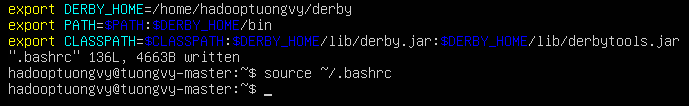 export DERBY_HOME=/home/hadooptuongvy/derby
export PATH=$PATH:$DERBY_HOME/bin
export CLASSPATH=$CLASSPATH:$DERBY_HOME/lib/derby.jar:$DERBY_HOME/lib/derbytools.jar
".bashrc" 136L, 4663B written
hadooptuongvy@tuongvy-master:~$ source ~/.bashrc
hadooptuongvy@tuongvy-master:~$ _